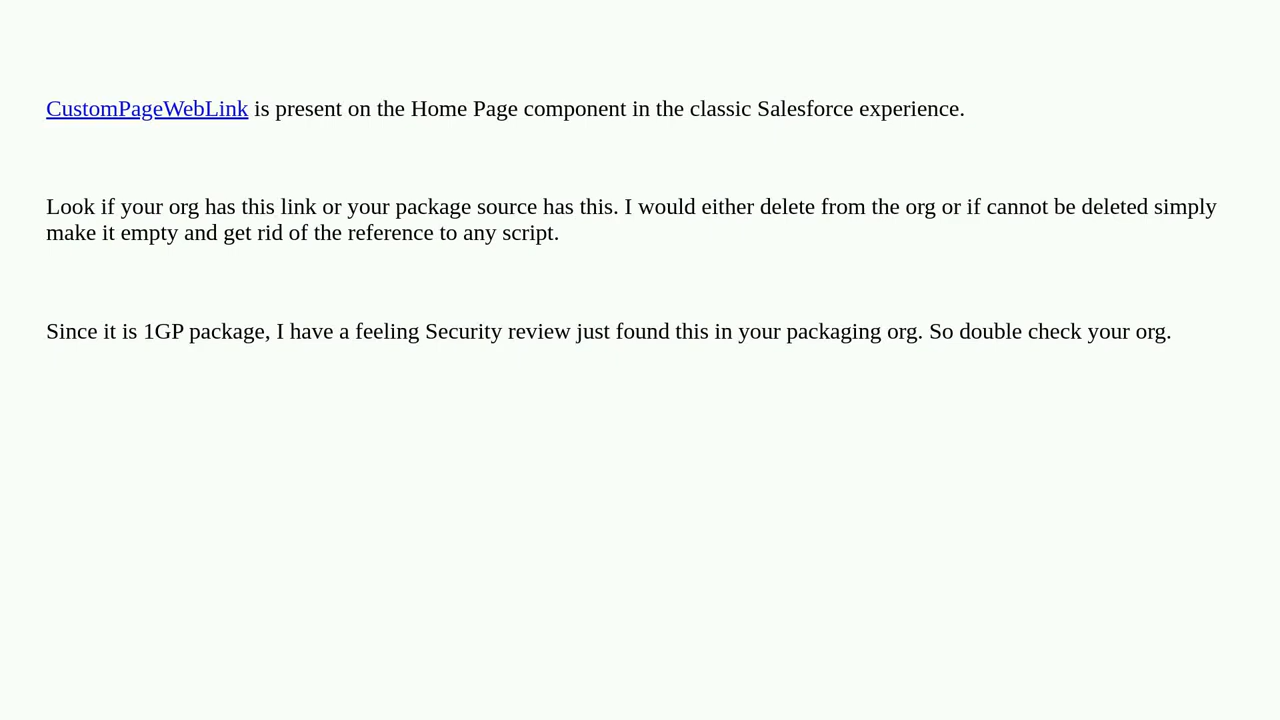 CustomPageWebLink is present on the Home Page component in the classic Salesforce experience.
Look if your org has this link or your package source has this. I would either delete from the org or if cannot be deleted simply
make it empty and get rid of the reference to any script.
Since it is 1GP package, I have a feeling Security review just found this in your packaging org. So double check your org.